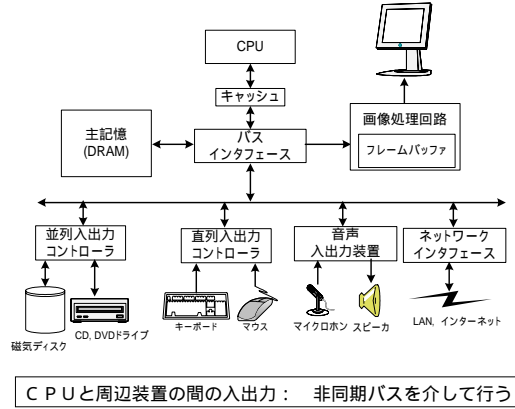 CPU
キャッシュ
主記憶
(DRAM)
バス
インタフェース
画像処理回路
フレームバッファ
並列入出力
コントローラ
直列入出力
コントローラ
音声
入出力装置
ネットワーク
インタフェース
磁気ディスク
CD, DVDドライブ
キーボード
マウス
マイクロホン
スピーカ
LAN, インターネット
ＣＰＵと周辺装置の間の入出力：　非同期バスを介して行う